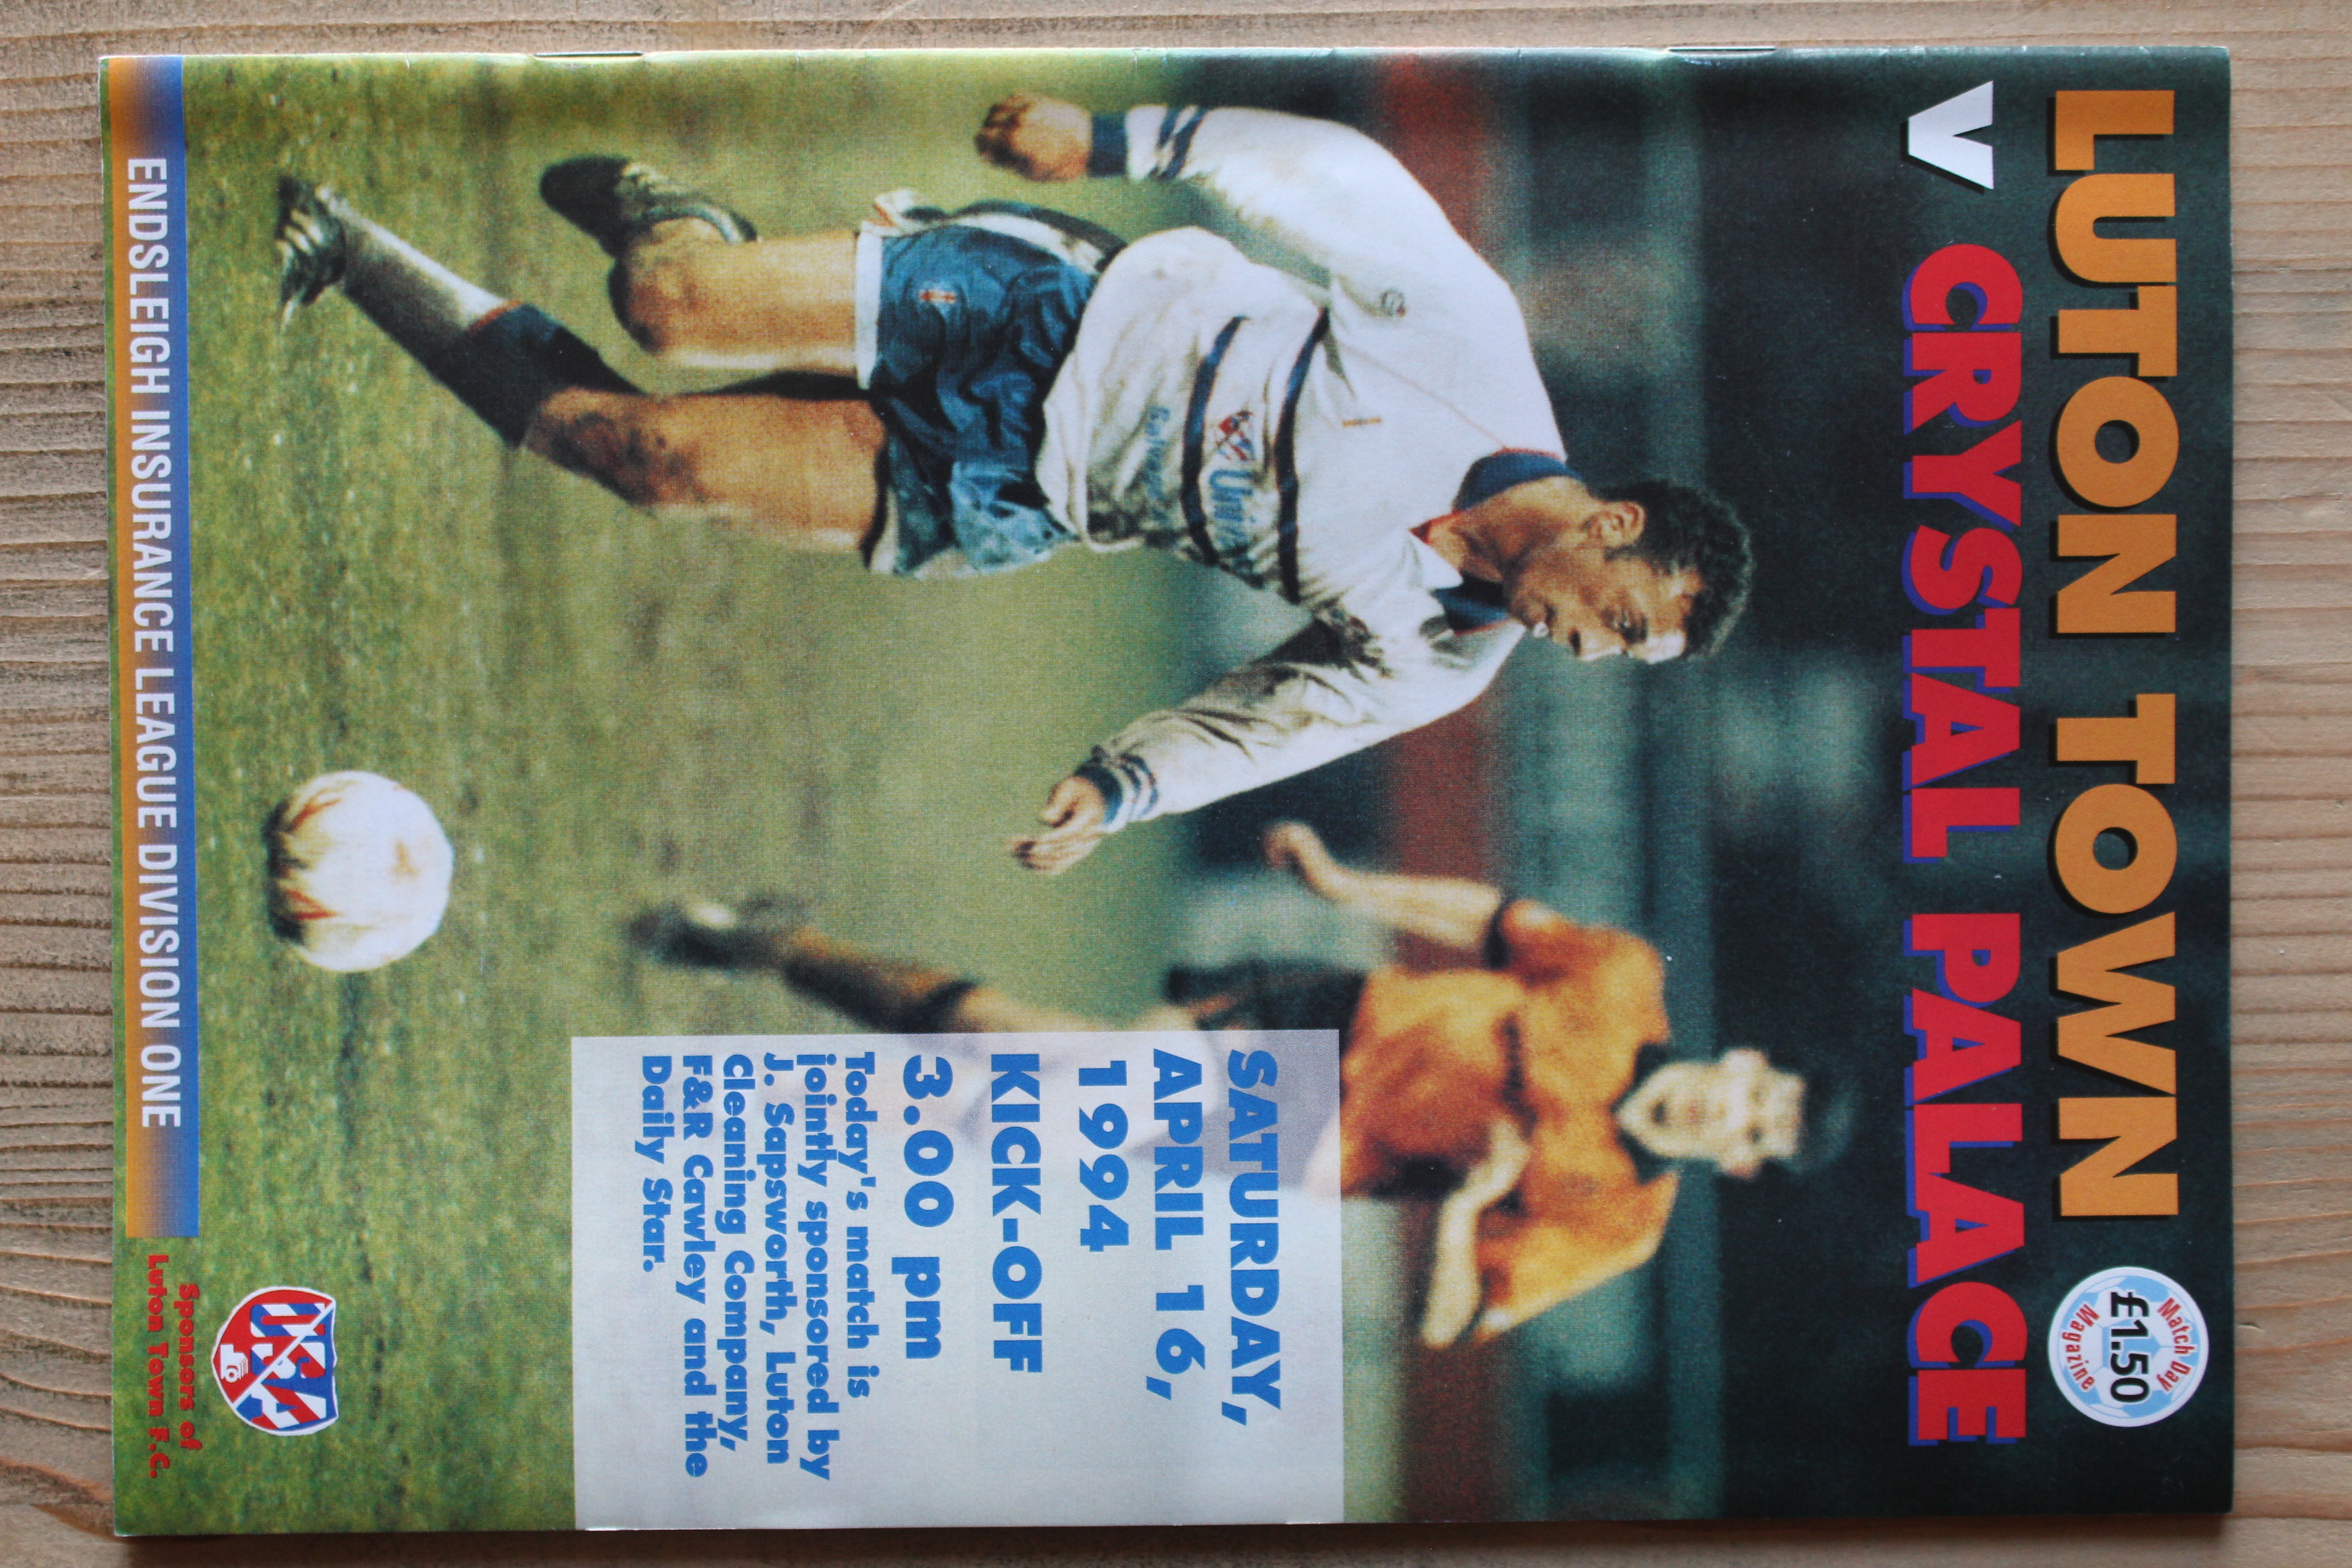 LUTON TOWN
V CRYSTAL PALACE
Match Day
£1.50
Magazine
SATURDAY,
APRIL 16,
1994
KICK-OFF
3.00 pm
Today's match is
jointly sponsored by
J. Sapsworth, Luton
Cleaning Company,
F&R Cawley and the
Daily Star.
Universal
ENDSLEIGH INSURANCE LEAGUE DIVISION ONE
Sponsors of
Luton Town F.C.